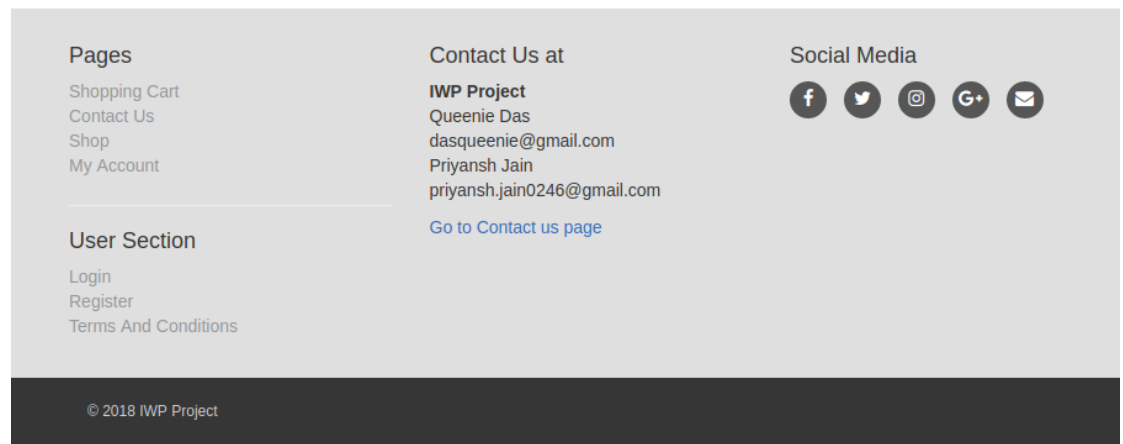 Pages
Shopping Cart
Contact Us
Shop
My Account
User Section
Login
Register
Terms And Conditions
Contact Us at
IWP Project
Queenie Das
dasqueenie@gmail.com
Priyansh Jain
priyansh.jain0246@gmail.com
Go to Contact us page
Social Media
f
G+
© 2018 IWP Project